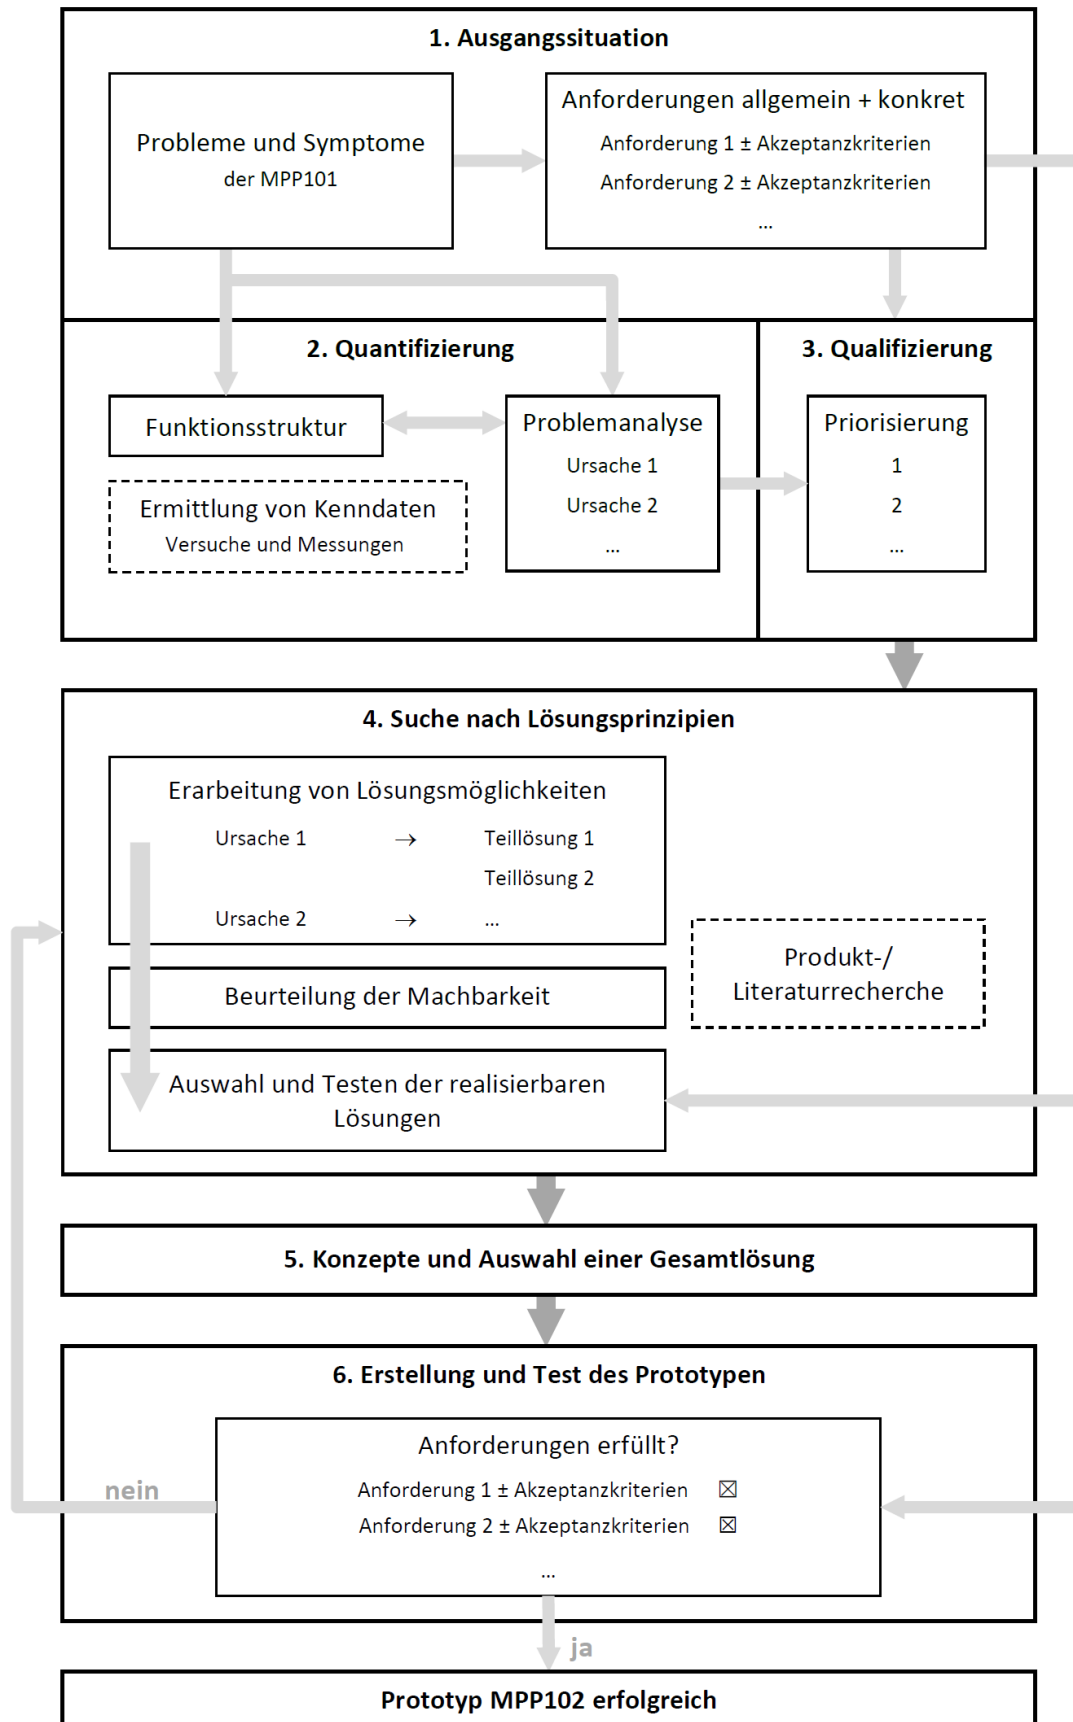 1. Ausgangssituation
Probleme und Symptome
der MPP101
Anforderungen allgemein + konkret
Anforderung 1 ± Akzeptanzkriterien
Anforderung 2 ± Akzeptanzkriterien
...
2. Quantifizierung
Funktionsstruktur
Ermittlung von Kenndaten
Versuche und Messungen
Problemanalyse
Ursache 1
Ursache 2
...
3. Qualifizierung
Priorisierung
1
2
...
4. Suche nach Lösungsprinzipien
Erarbeitung von Lösungsmöglichkeiten
Ursache 1 → Teillösung 1
Teillösung 2
Ursache 2 → ...
Beurteilung der Machbarkeit
Auswahl und Testen der realisierbaren
Lösungen
Produkt-/
Literaturrecherche
5. Konzepte und Auswahl einer Gesamtlösung
6. Erstellung und Test des Prototypen
Anforderungen erfüllt?
Anforderung 1 ± Akzeptanzkriterien ☒
Anforderung 2 ± Akzeptanzkriterien ☒
...
nein
ja
Prototyp MPP102 erfolgreich